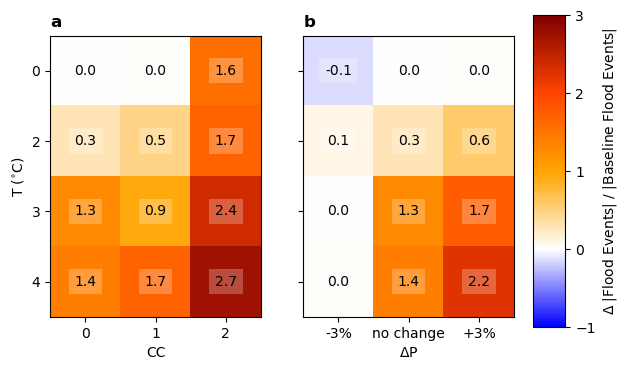 a
b
0 0.0 0.0 1.6 -0.1 0.0 0.0
2 0.3 0.5 1.7 0.1 0.3 0.6
3 1.3 0.9 2.4 0.0 1.3 1.7
4 1.4 1.7 2.7 0.0 1.4 2.2
T (°C)
0 1 2
CC
-3% no change +3%
ΔP
3
2
1
0
−1
Δ |Flood Events| / |Baseline Flood Events|